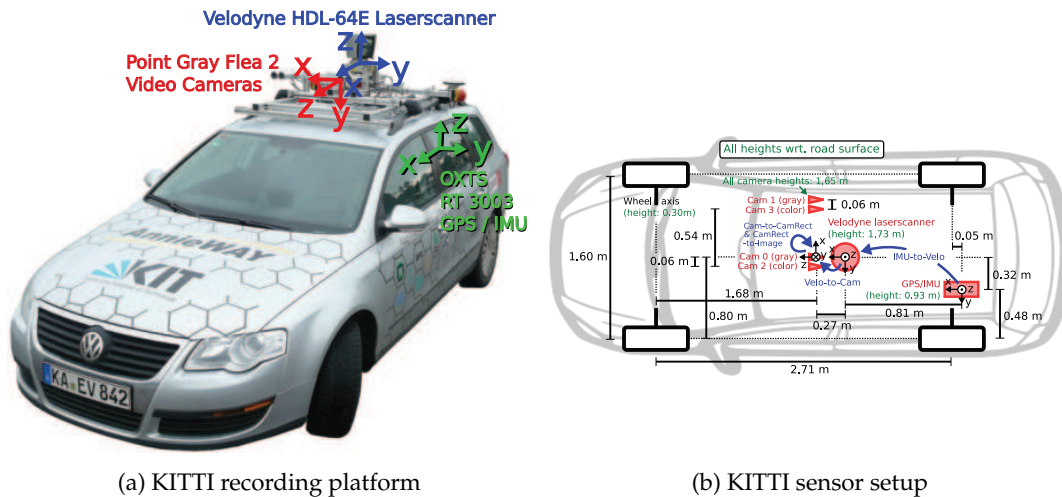 Velodyne HDL-64E Laserscanner
Point Gray Flea 2
Video Cameras
z
x
y
x
z
y
z
x
y
OXTS
RT 3003
GPS / IMU
AnnieWAY
KIT
KA EV 842
(a) KITTI recording platform
All heights wrt. road surface
All camera heights: 1,65 m
Wheel axis
(height: 0.30m)
Cam 1 (gray)
Cam 3 (color)
0.06 m
Velodyne laserscanner
(height: 1.73 m)
Cam-to-CamRect
& CamRect
-to-Image
0.54 m
0.05 m
x
y
z
x
z
y
Cam 0 (gray)
Cam 2 (color)
IMU-to-Velo
1.60 m
0.06 m
Velo-to-Cam
0.32 m
GPS/IMU
(height: 0.93 m)
x
z
y
1.68 m
0.80 m
0.81 m
0.48 m
0.27 m
2.71 m
(b) KITTI sensor setup